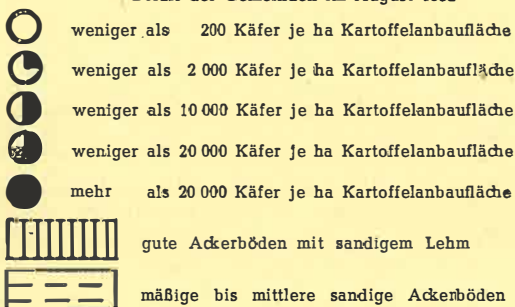 weniger als 200 Käfer je ha Kartoffelanbaufläche
weniger als 2 000 Käfer je ha Kartoffelanbaufläche
weniger als 10 000 Käfer je ha Kartoffelanbaufläche
weniger als 20 000 Käfer je ha Kartoffelanbaufläche
mehr als 20 000 Käfer je ha Kartoffelanbaufläche
gute Ackerböden mit sandigem Lehm
mäßige bis mittlere sandige Ackerböden